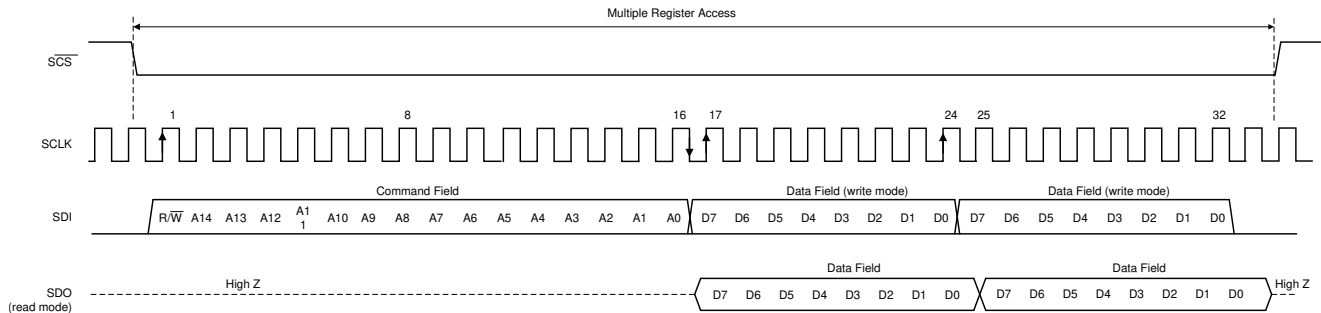 Multiple Register Access
S̅C̅S̅
1 8 16 17 24 25 32
SCLK
Command Field Data Field (write mode) Data Field (write mode)
SDI R/W̅ A14 A13 A12 A1 A10 A9 A8 A7 A6 A5 A4 A3 A2 A1 A0 D7 D6 D5 D4 D3 D2 D1 D0 D7 D6 D5 D4 D3 D2 D1 D0
1
Data Field Data Field
High Z High Z
SDO D7 D6 D5 D4 D3 D2 D1 D0 D7 D6 D5 D4 D3 D2 D1 D0
(read mode)